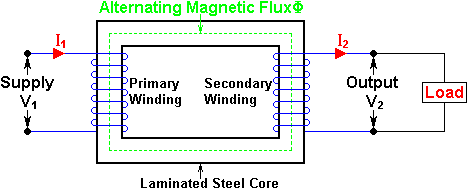 Alternating Magnetic FluxΦ
I1
I2
Supply
V1
Primary
Winding
Secondary
Winding
Output
V2
Load
Laminated Steel Core